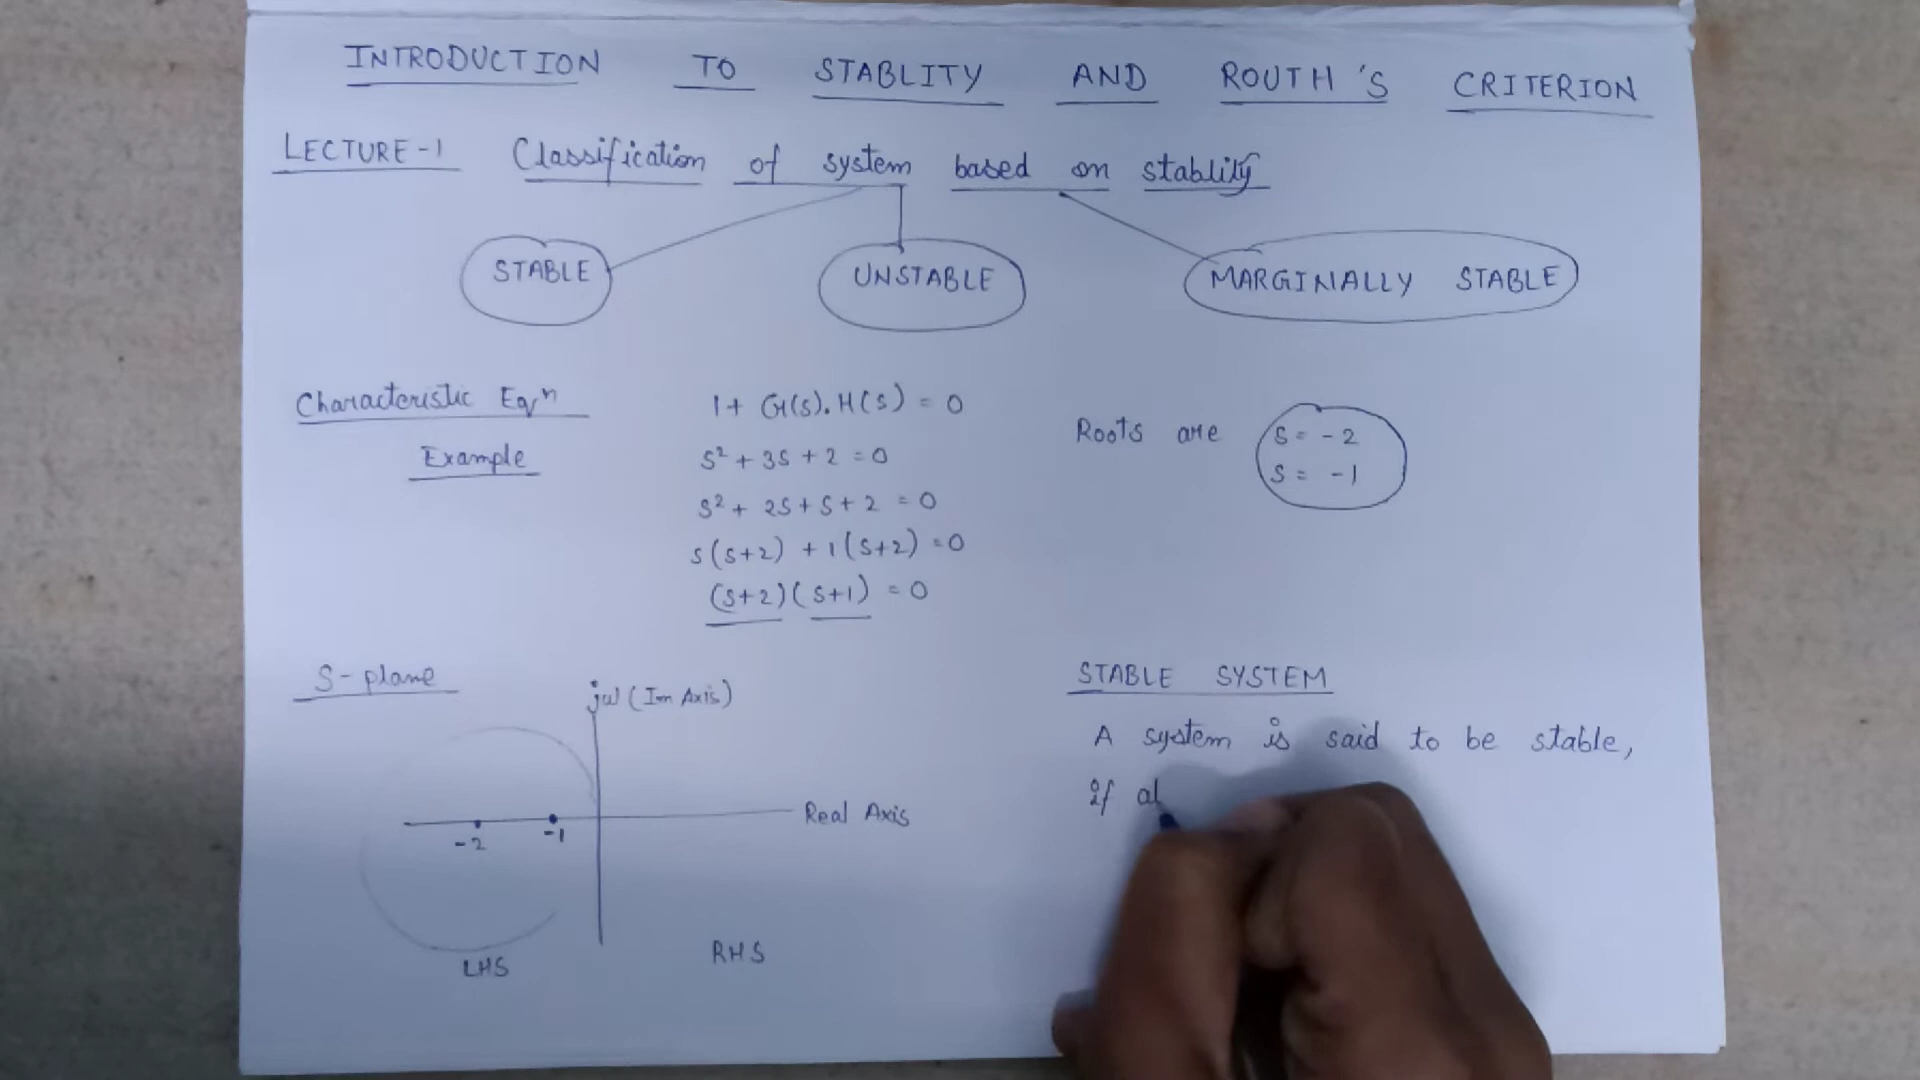 INTRODUCTION TO STABLITY AND ROUTH'S CRITERION
LECTURE-1 Classification of system based on stablity
STABLE UNSTABLE MARGINALLY STABLE
Characteristic Eqⁿ
Example
1+ G(s).H(s) = 0
s² + 3s + 2 = 0
s² + 2s + s + 2 = 0
s(s+2) + 1(s+2) = 0
(s+2)(s+1) = 0
Roots are
s = -2
s = -1
S-plane
jω (Im Axis)
Real Axis
-2 -1
LHS RHS
STABLE SYSTEM
A system is said to be stable,
if al